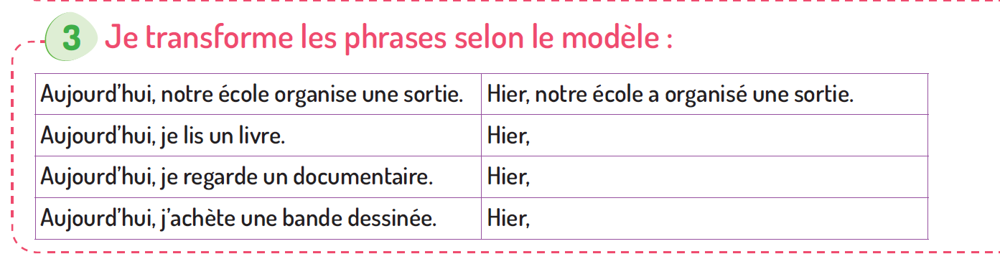 3 Je transforme les phrases selon le modèle :
Aujourd’hui, notre école organise une sortie. Hier, notre école a organisé une sortie.
Aujourd’hui, je lis un livre. Hier,
Aujourd’hui, je regarde un documentaire. Hier,
Aujourd’hui, j’achète une bande dessinée. Hier,